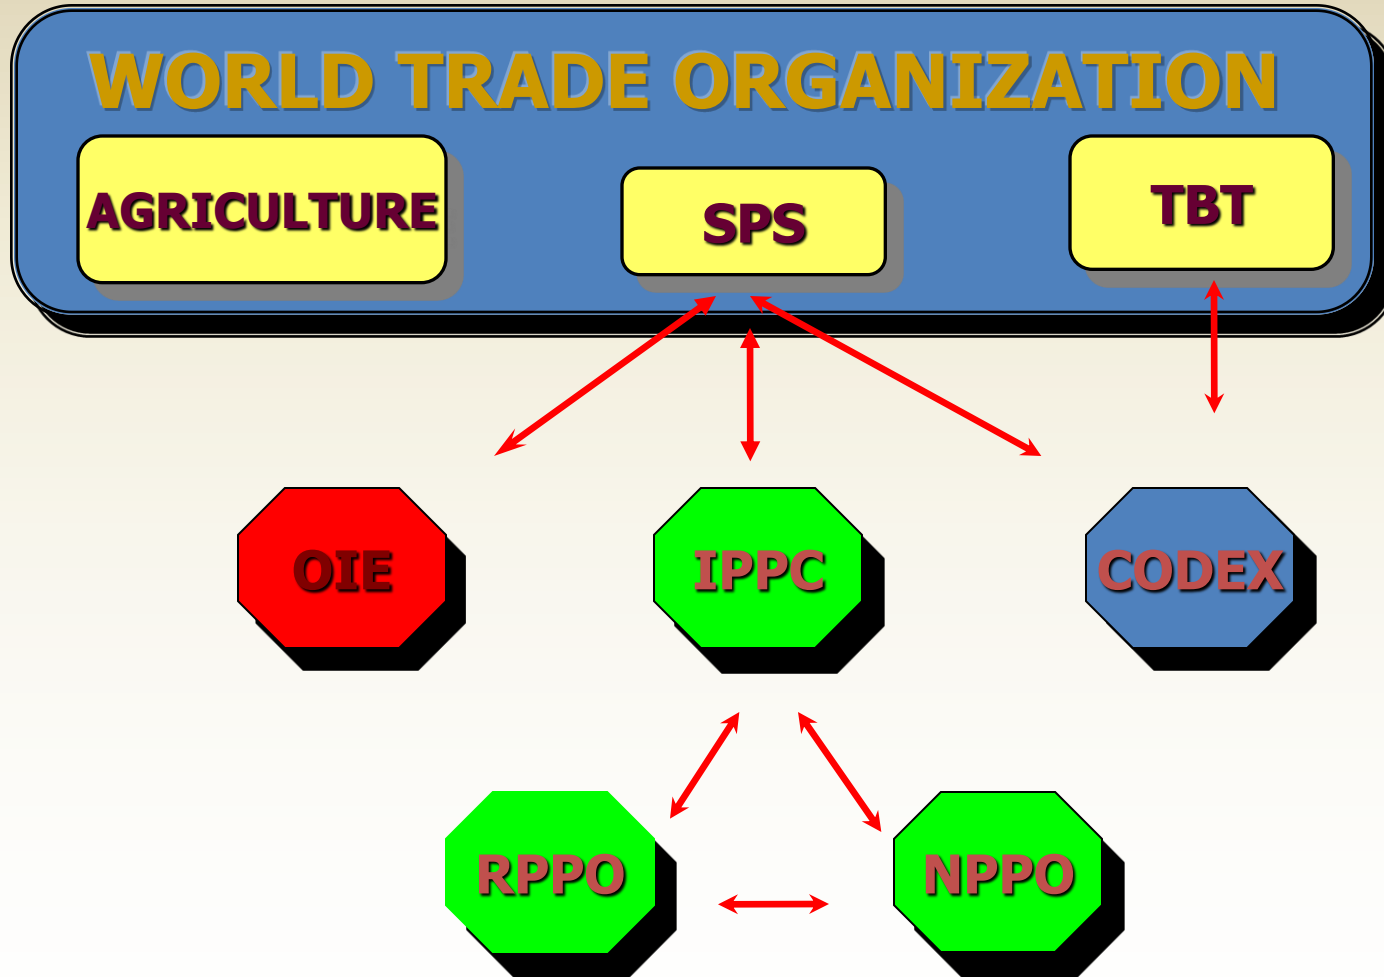 WORLD TRADE ORGANIZATION
AGRICULTURE
SPS
TBT
OIE
IPPC
CODEX
RPPO
NPPO